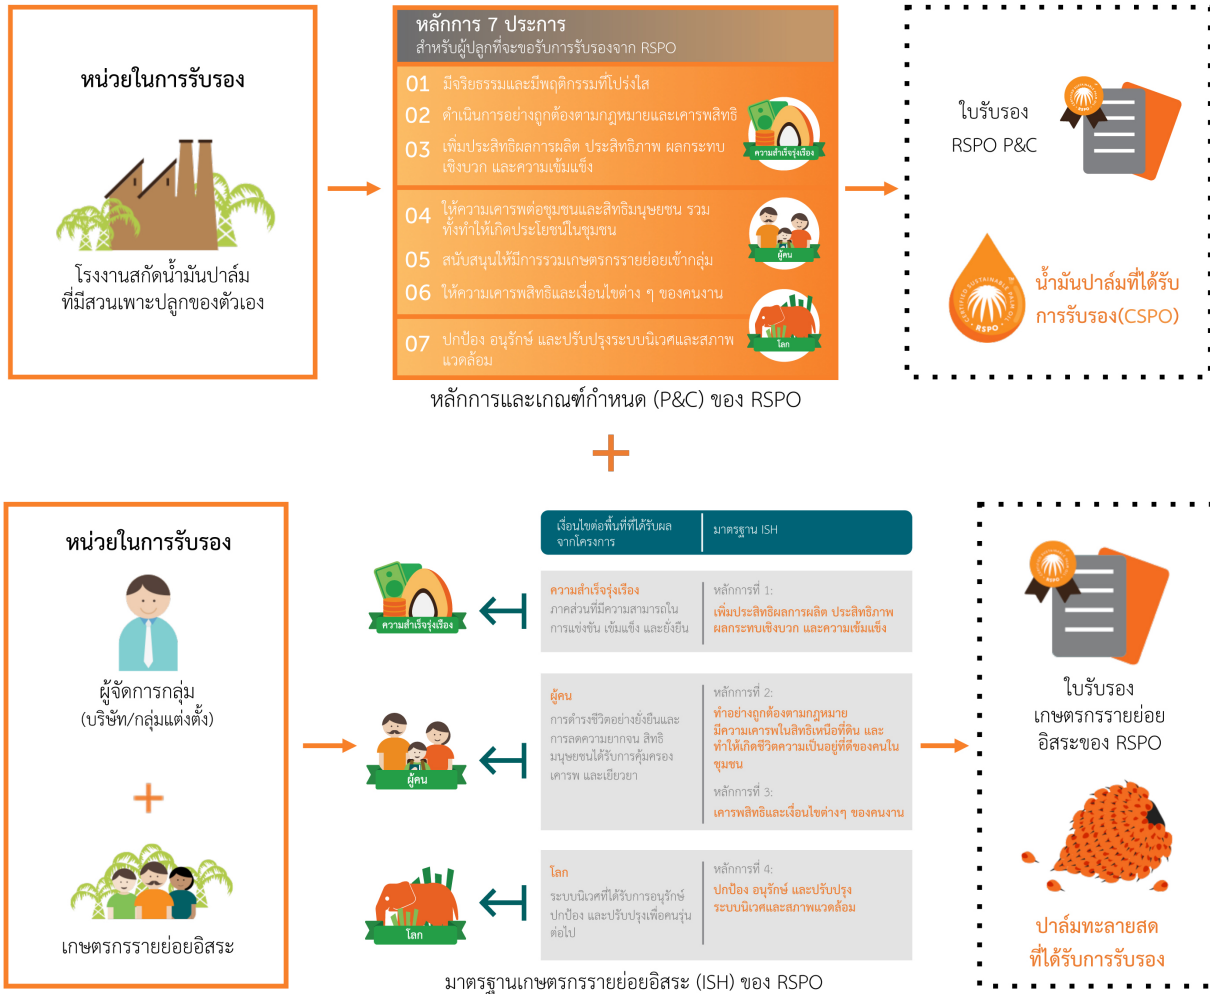 หน่วยในการรับรอง
โรงงานสกัดน้ำมันปาล์ม
ที่มีสวนเพาะปลูกของตัวเอง
หลักการ 7 ประการ
สำหรับผู้ปลูกที่จะขอรับการรับรองจาก RSPO
01 มีจริยธรรมและมีพฤติกรรมที่โปร่งใส
02 ดำเนินการอย่างถูกต้องตามกฎหมายและเคารพสิทธิ
03 เพิ่มประสิทธิผลการผลิต ประสิทธิภาพ ผลกระทบ
เชิงบวก และความเข้มแข็ง
ความสำเร็จรุ่งเรือง
04 ให้ความเคารพต่อชุมชนและสิทธิมนุษยชน รวม
ทั้งทำให้เกิดประโยชน์ในชุมชน
05 สนับสนุนให้มีการรวมเกษตรกรรายย่อยเข้ากลุ่ม
06 ให้ความเคารพสิทธิและเงื่อนไขต่าง ๆ ของคนงาน
ผู้คน
07 ปกป้อง อนุรักษ์ และปรับปรุงระบบนิเวศและสภาพ
แวดล้อม
โลก
หลักการและเกณฑ์กำหนด (P&C) ของ RSPO
ใบรับรอง
RSPO P&C
CERTIFIED SUSTAINABLE PALM OIL
RSPO
น้ำมันปาล์มที่ได้รับ
การรับรอง(CSPO)
+
หน่วยในการรับรอง
ผู้จัดการกลุ่ม
(บริษัท/กลุ่มแต่งตั้ง)
+
เกษตรกรรายย่อยอิสระ
ความสำเร็จรุ่งเรือง
ผู้คน
โลก
เงื่อนไขต่อพื้นที่ที่ได้รับผล
จากโครงการ
มาตรฐาน ISH
ความสำเร็จรุ่งเรือง
ภาคส่วนที่มีความสามารถใน
การแข่งขัน เข้มแข็ง และยั่งยืน
หลักการที่ 1:
เพิ่มประสิทธิผลการผลิต ประสิทธิภาพ
ผลกระทบเชิงบวก และความเข้มแข็ง
ผู้คน
การดำรงชีวิตอย่างยั่งยืนและ
การลดความยากจน สิทธิ
มนุษยชนได้รับการคุ้มครอง
เคารพ และเยียวยา
หลักการที่ 2:
ทำอย่างถูกต้องตามกฎหมาย
มีความเคารพในสิทธิเหนือที่ดิน และ
ทำให้เกิดชีวิตความเป็นอยู่ที่ดีของคนใน
ชุมชน
หลักการที่ 3:
เคารพสิทธิและเงื่อนไขต่างๆ ของคนงาน
โลก
ระบบนิเวศที่ได้รับการอนุรักษ์
ปกป้อง และปรับปรุงเพื่อคนรุ่น
ต่อไป
หลักการที่ 4:
ปกป้อง อนุรักษ์ และปรับปรุง
ระบบนิเวศและสภาพแวดล้อม
มาตรฐานเกษตรกรรายย่อยอิสระ (ISH) ของ RSPO
ใบรับรอง
เกษตรกรรายย่อย
อิสระของ RSPO
ปาล์มทะลายสด
ที่ได้รับการรับรอง